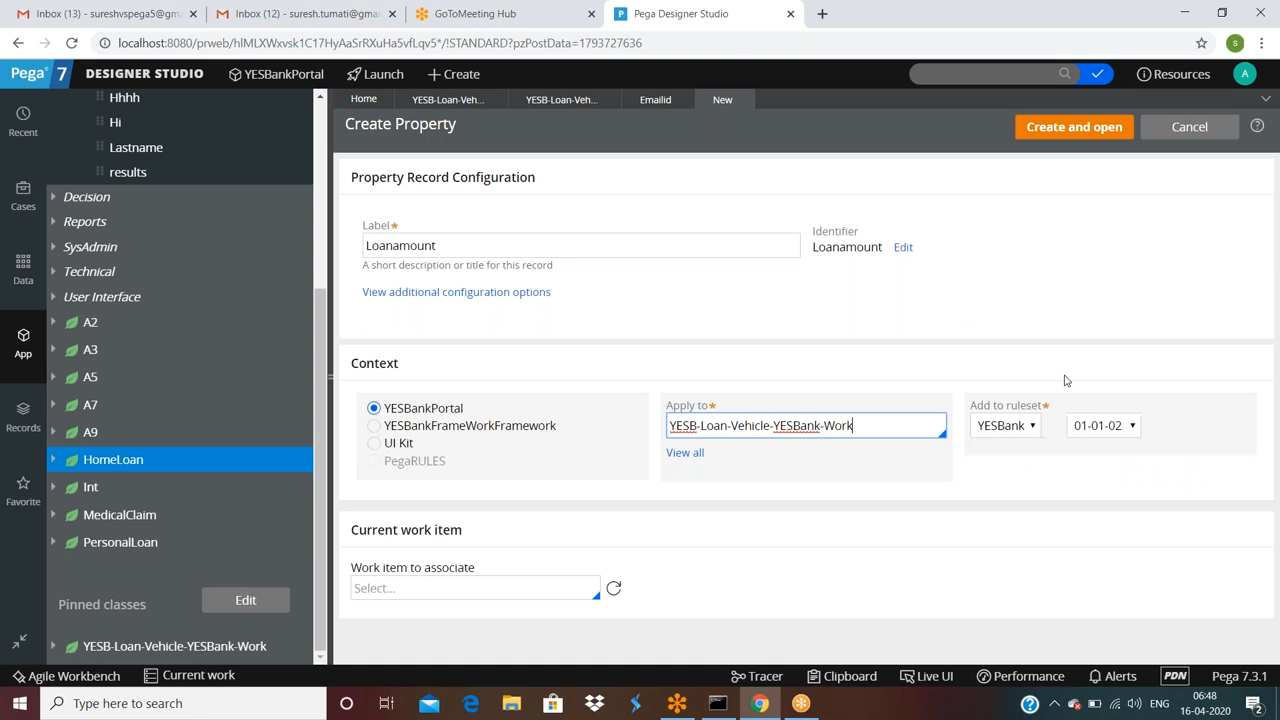 Inbox (13) - sureshvspega5@gm
Inbox (12) - suresh.tumati@gmai
GoToMeeting Hub
Pega Designer Studio
localhost:8080/prweb/hlMLXWxvsk1C17HyAaSrRXuHa5vfLqv5*/!STANDARD?pzPostData=1793727636
S
Pega 7 DESIGNER STUDIO YESBankPortal Launch Create Resources A
Hhhh
Hi
Lastname
results
Decision
Reports
SysAdmin
Technical
User Interface
A2
A3
A5
A7
A9
HomeLoan
Int
MedicalClaim
PersonalLoan
Pinned classes Edit
YESB-Loan-Vehicle-YESBank-Work
Recent
Cases
Data
App
Records
Favorite
Home YESB-Loan-Veh... YESB-Loan-Veh... Emailid New
Create Property Create and open Cancel
Property Record Configuration
Label*
Loanamount
A short description or title for this record
Identifier
Loanamount Edit
View additional configuration options
Context
YESBankPortal
YESBankFrameWorkFramework
UI Kit
PegaRULES
Apply to*
YESB-Loan-Vehicle-YESBank-Work
View all
Add to ruleset*
YESBank 01-01-02
Current work item
Work item to associate
Select...
Agile Workbench Current work Tracer Clipboard Live UI Performance Alerts PDN Pega 7.3.1
Type here to search
ENG
06:48
16-04-2020
2